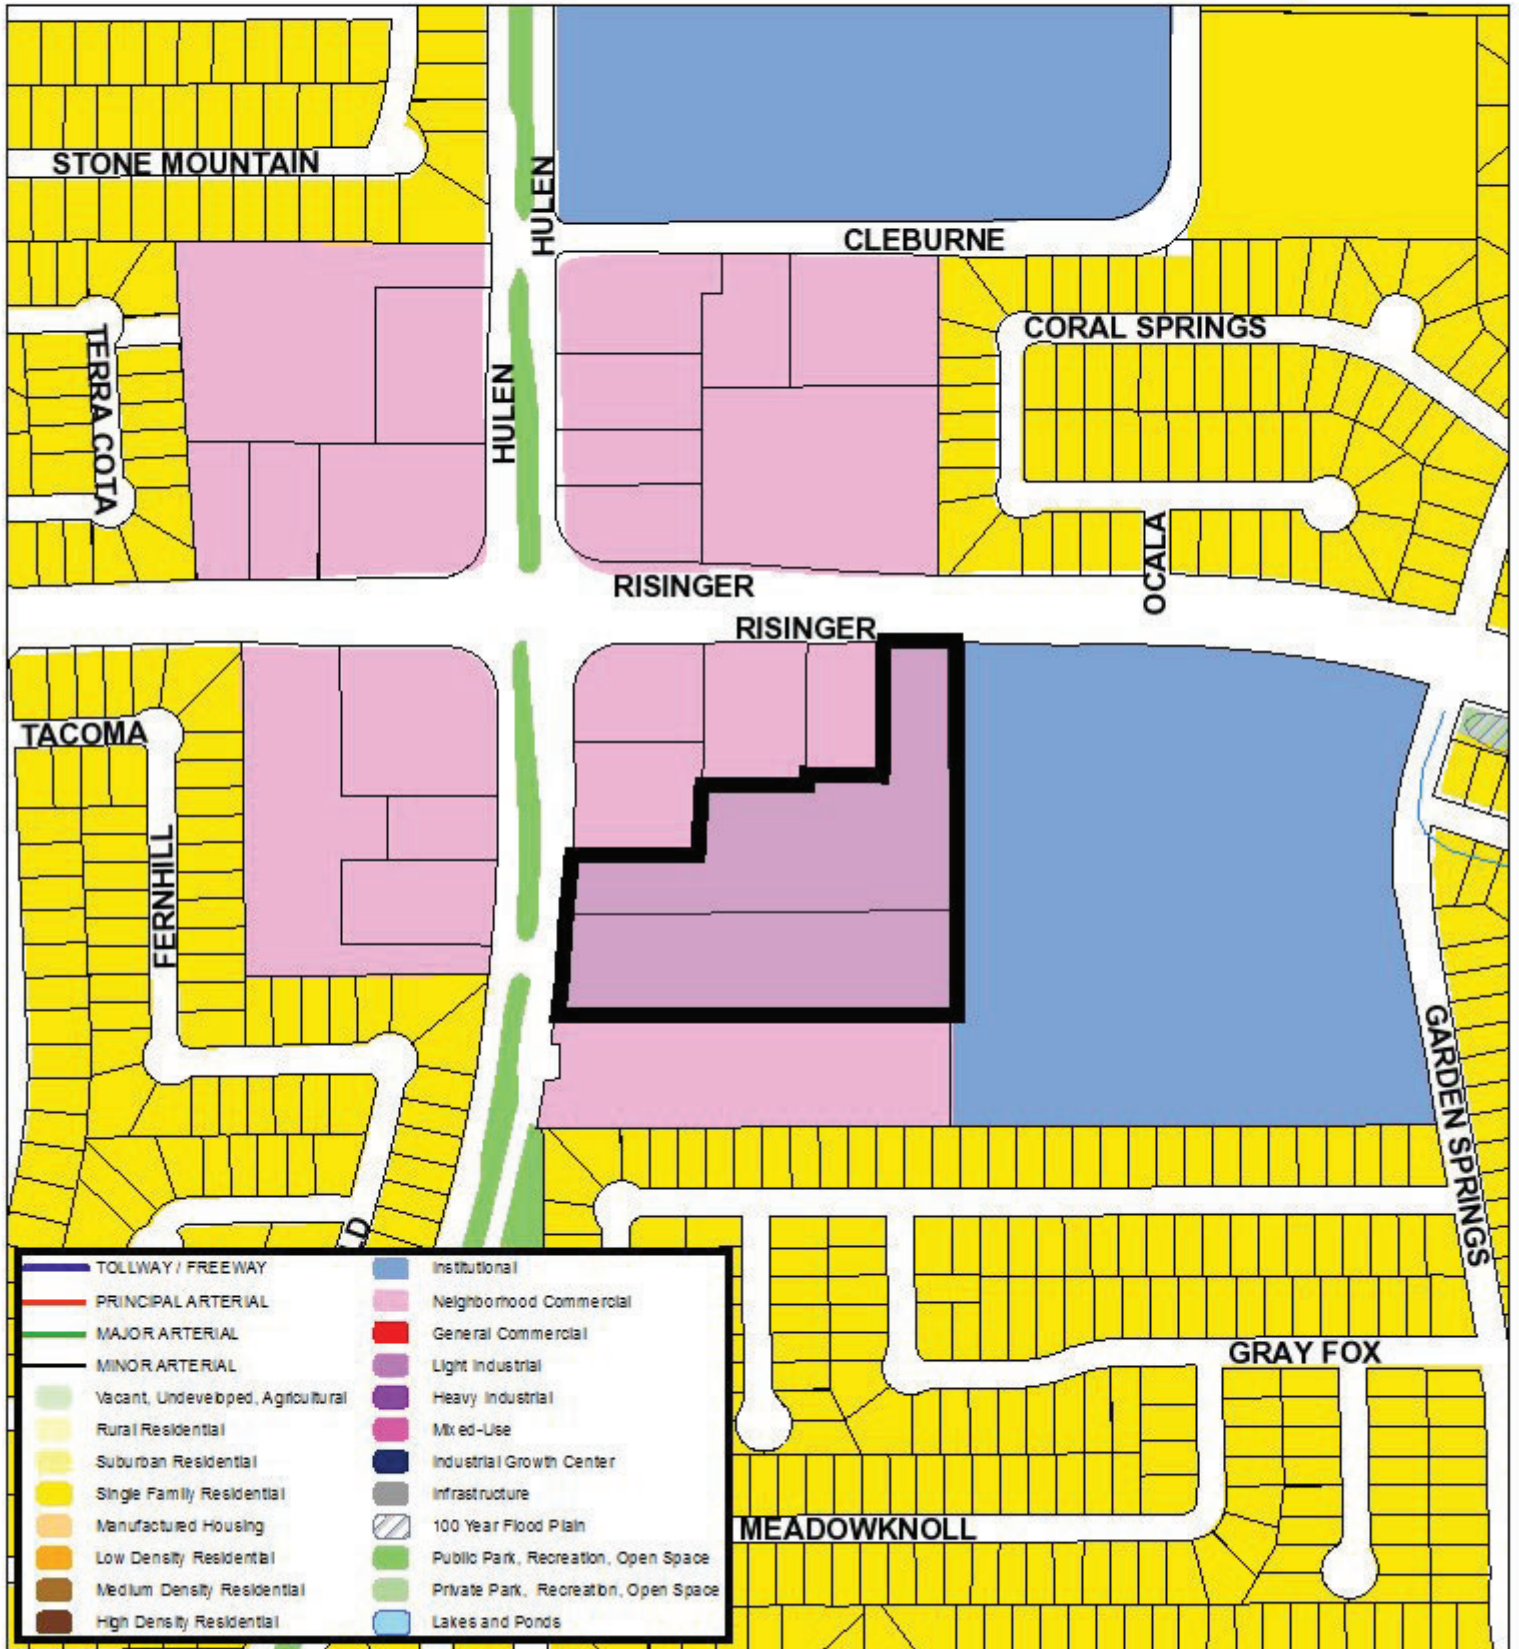 STONE MOUNTAIN
HULEN
CLEBURNE
CORAL SPRINGS
TERRA COTA
HULEN
OCALA
RISINGER
RISINGER
TACOMA
FERNHILL
GARDEN SPRINGS
LD
GRAY FOX
MEADOWKNOLL
TOLLWAY / FREEWAY
PRINCIPAL ARTERIAL
MAJOR ARTERIAL
MINOR ARTERIAL
Vacant, Undeveloped, Agricultural
Rural Residential
Suburban Residential
Single Family Residential
Manufactured Housing
Low Density Residential
Medium Density Residential
High Density Residential
Institutional
Neighborhood Commercial
General Commercial
Light Industrial
Heavy Industrial
Mixed-Use
Industrial Growth Center
Infrastructure
100 Year Flood Plain
Public Park, Recreation, Open Space
Private Park, Recreation, Open Space
Lakes and Ponds